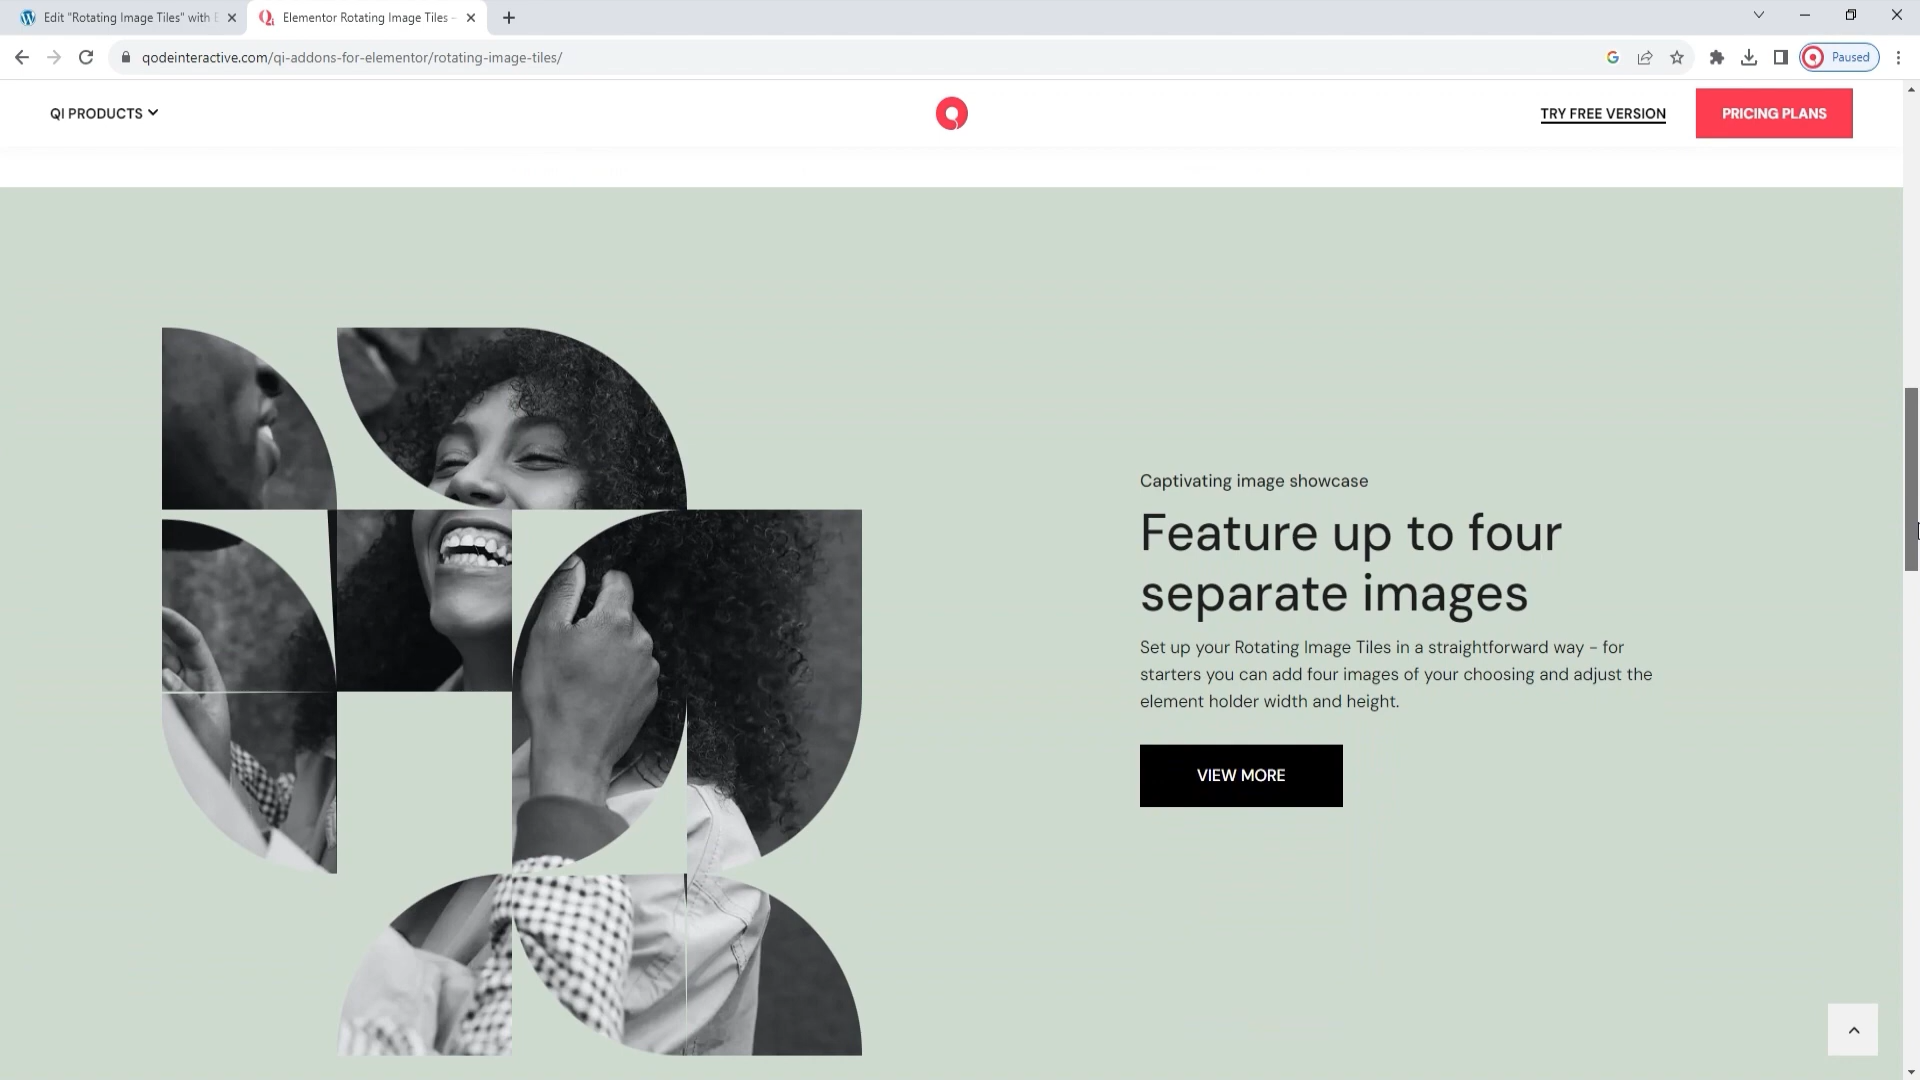 Edit "Rotating Image Tiles" with E
Elementor Rotating Image Tiles –
qodeinteractive.com/qi-addons-for-elementor/rotating-image-tiles/
Paused
QI PRODUCTS
TRY FREE VERSION
PRICING PLANS
Captivating image showcase
Feature up to four
separate images
Set up your Rotating Image Tiles in a straightforward way - for
starters you can add four images of your choosing and adjust the
element holder width and height.
VIEW MORE